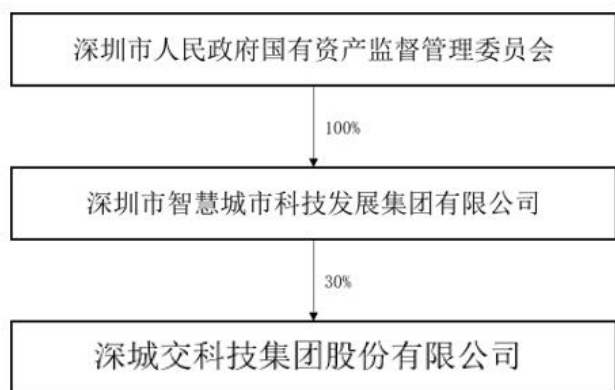 深圳市人民政府国有资产监督管理委员会
100%
深圳市智慧城市科技发展集团有限公司
30%
深城交科技集团股份有限公司